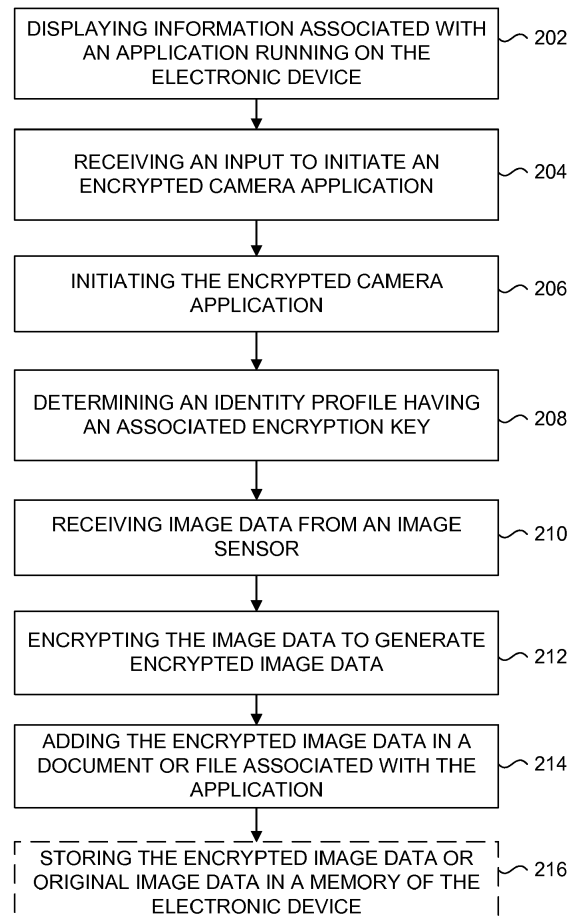 DISPLAYING INFORMATION ASSOCIATED WITH
AN APPLICATION RUNNING ON THE
ELECTRONIC DEVICE
202
RECEIVING AN INPUT TO INITIATE AN
ENCRYPTED CAMERA APPLICATION
204
INITIATING THE ENCRYPTED CAMERA
APPLICATION
206
DETERMINING AN IDENTITY PROFILE HAVING
AN ASSOCIATED ENCRYPTION KEY
208
RECEIVING IMAGE DATA FROM AN IMAGE
SENSOR
210
ENCRYPTING THE IMAGE DATA TO GENERATE
ENCRYPTED IMAGE DATA
212
ADDING THE ENCRYPTED IMAGE DATA IN A
DOCUMENT OR FILE ASSOCIATED WITH THE
APPLICATION
214
STORING THE ENCRYPTED IMAGE DATA OR
ORIGINAL IMAGE DATA IN A MEMORY OF THE
ELECTRONIC DEVICE
216